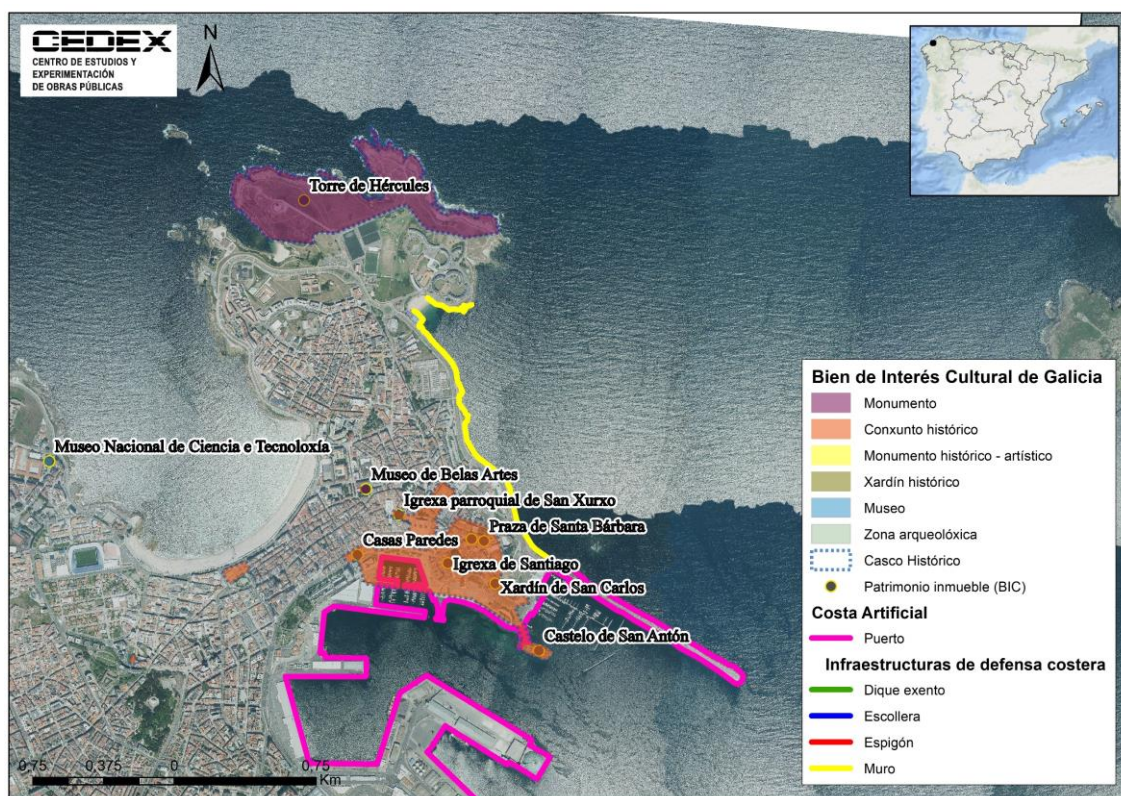 CEDEX
CENTRO DE ESTUDIOS Y
EXPERIMENTACIÓN
DE OBRAS PÚBLICAS
N
Torre de Hércules
Museo Nacional de Ciencia e Tecnoloxía
Museo de Belas Artes
Igrexa parroquial de San Xurxo
Praza de Santa Bárbara
Casas Paredes
Igrexa de Santiago
Xardín de San Carlos
Castelo de San Antón
Bien de Interés Cultural de Galicia
Monumento
Conxunto histórico
Monumento histórico - artístico
Xardín histórico
Museo
Zona arqueolóxica
Casco Histórico
Patrimonio inmueble (BIC)
Costa Artificial
Puerto
Infraestructuras de defensa costera
Dique exento
Escollera
Espigón
Muro
0,75 0,375 0 0,75
Km